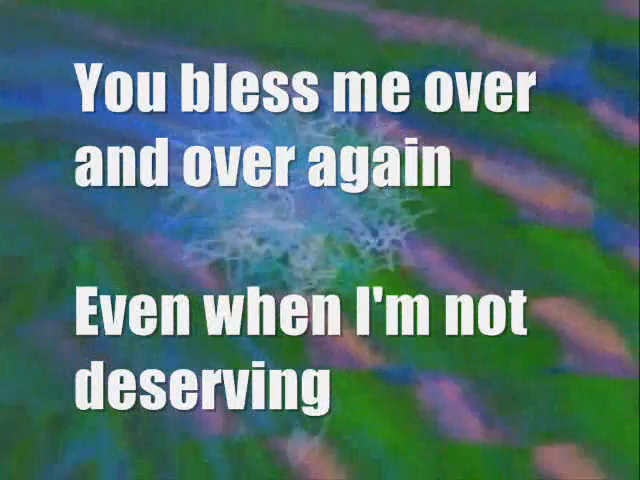 You bless me over
and over again
Even when I'm not
deserving